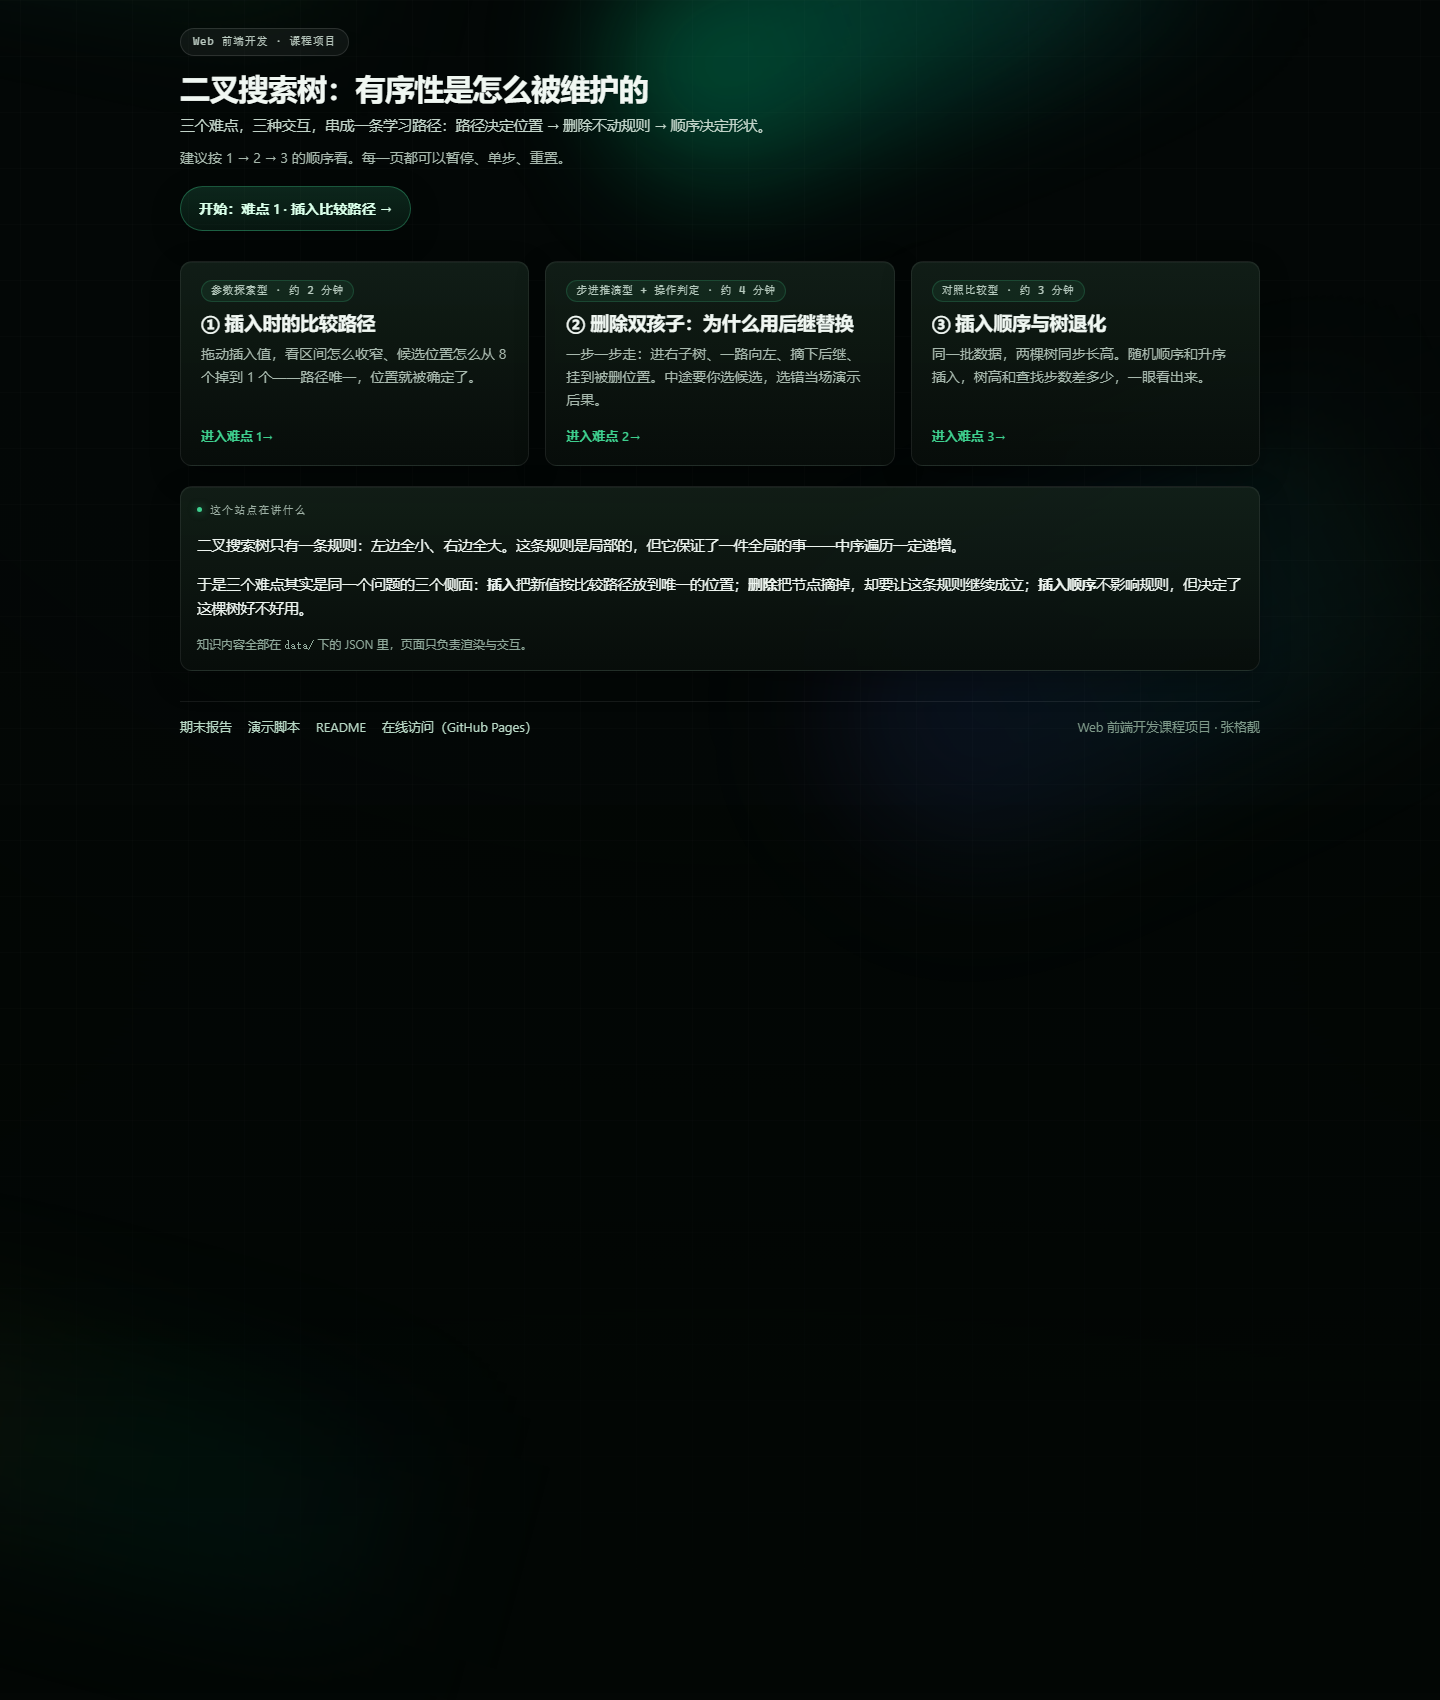 Web 前端开发 · 课程项目
二叉搜索树：有序性是怎么被维护的
三个难点，三种交互，串成一条学习路径：路径决定位置 → 删除不动规则 → 顺序决定形状。
建议按 1 → 2 → 3 的顺序看。每一页都可以暂停、单步、重置。
开始：难点 1 · 插入比较路径 →
参数探索型 · 约 2 分钟
① 插入时的比较路径
拖动插入值，看区间怎么收窄、候选位置怎么从 8
个掉到 1 个——路径唯一，位置就被确定了。
进入难点 1→
步进推演型 + 操作判定 · 约 4 分钟
② 删除双孩子：为什么用后继替换
一步一步走：进右子树、一路向左、摘下后继、
挂到被删位置。中途要你选候选，选错当场演示
后果。
进入难点 2→
对照比较型 · 约 3 分钟
③ 插入顺序与树退化
同一批数据，两棵树同步长高。随机顺序和升序
插入，树高和查找步数差多少，一眼看出来。
进入难点 3→
这个站点在讲什么
二叉搜索树只有一条规则：左边全小、右边全大。这条规则是局部的，但它保证了一件全局的事——中序遍历一定递增。
于是三个难点其实是同一个问题的三个侧面：插入把新值按比较路径放到唯一的位置；删除把节点摘掉，却要让这条规则继续成立；插入顺序不影响规则，但决定了
这棵树好不好用。
知识内容全部在 data/ 下的 JSON 里，页面只负责渲染与交互。
期末报告 演示脚本 README 在线访问（GitHub Pages）
Web 前端开发课程项目 · 张格靓